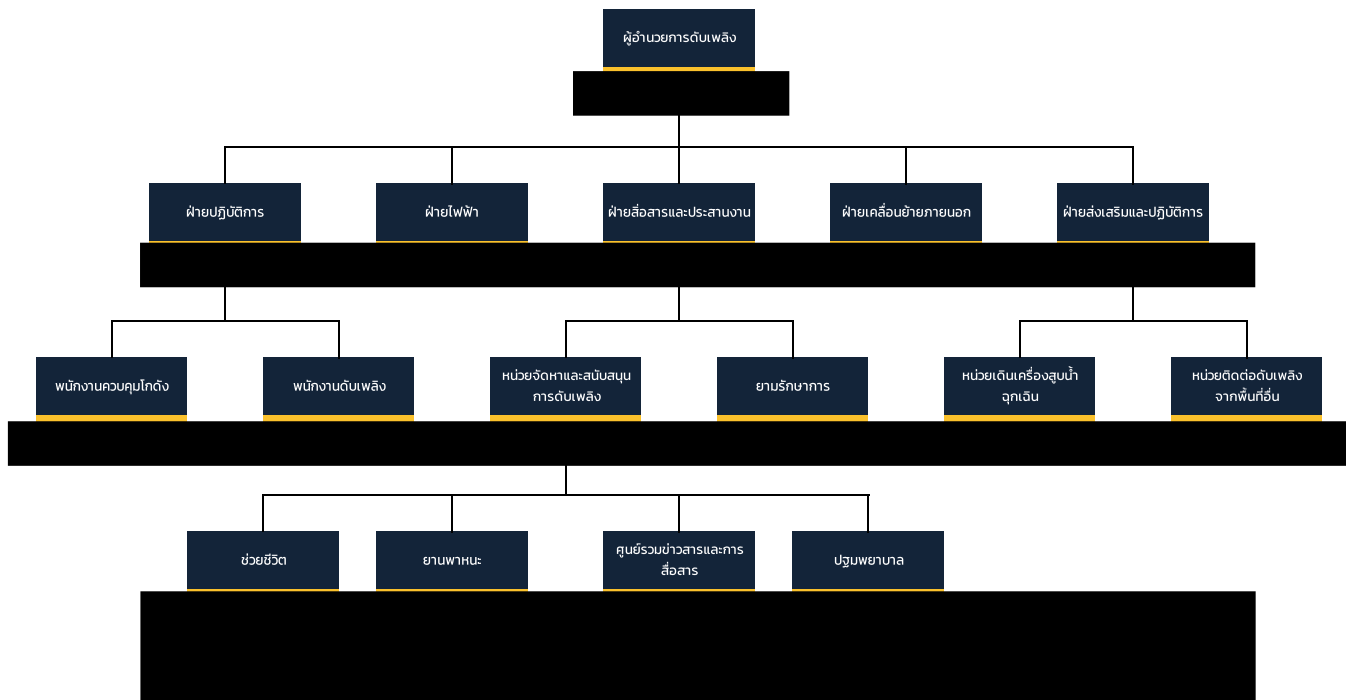 ผู้อำนวยการดับเพลิง
ฝ่ายปฏิบัติการ
ฝ่ายไฟฟ้า
ฝ่ายสื่อสารและประสานงาน
ฝ่ายเคลื่อนย้ายภายนอก
ฝ่ายส่งเสริมและปฏิบัติการ
พนักงานควบคุมโกดัง
พนักงานดับเพลิง
หน่วยจัดหาและสนับสนุน
การดับเพลิง
ยามรักษาการ
หน่วยเดินเครื่องสูบน้ำ
ฉุกเฉิน
หน่วยติดต่อดับเพลิง
จากพื้นที่อื่น
ช่วยชีวิต
ยานพาหนะ
ศูนย์รวมข่าวสารและการ
สื่อสาร
ปฐมพยาบาล